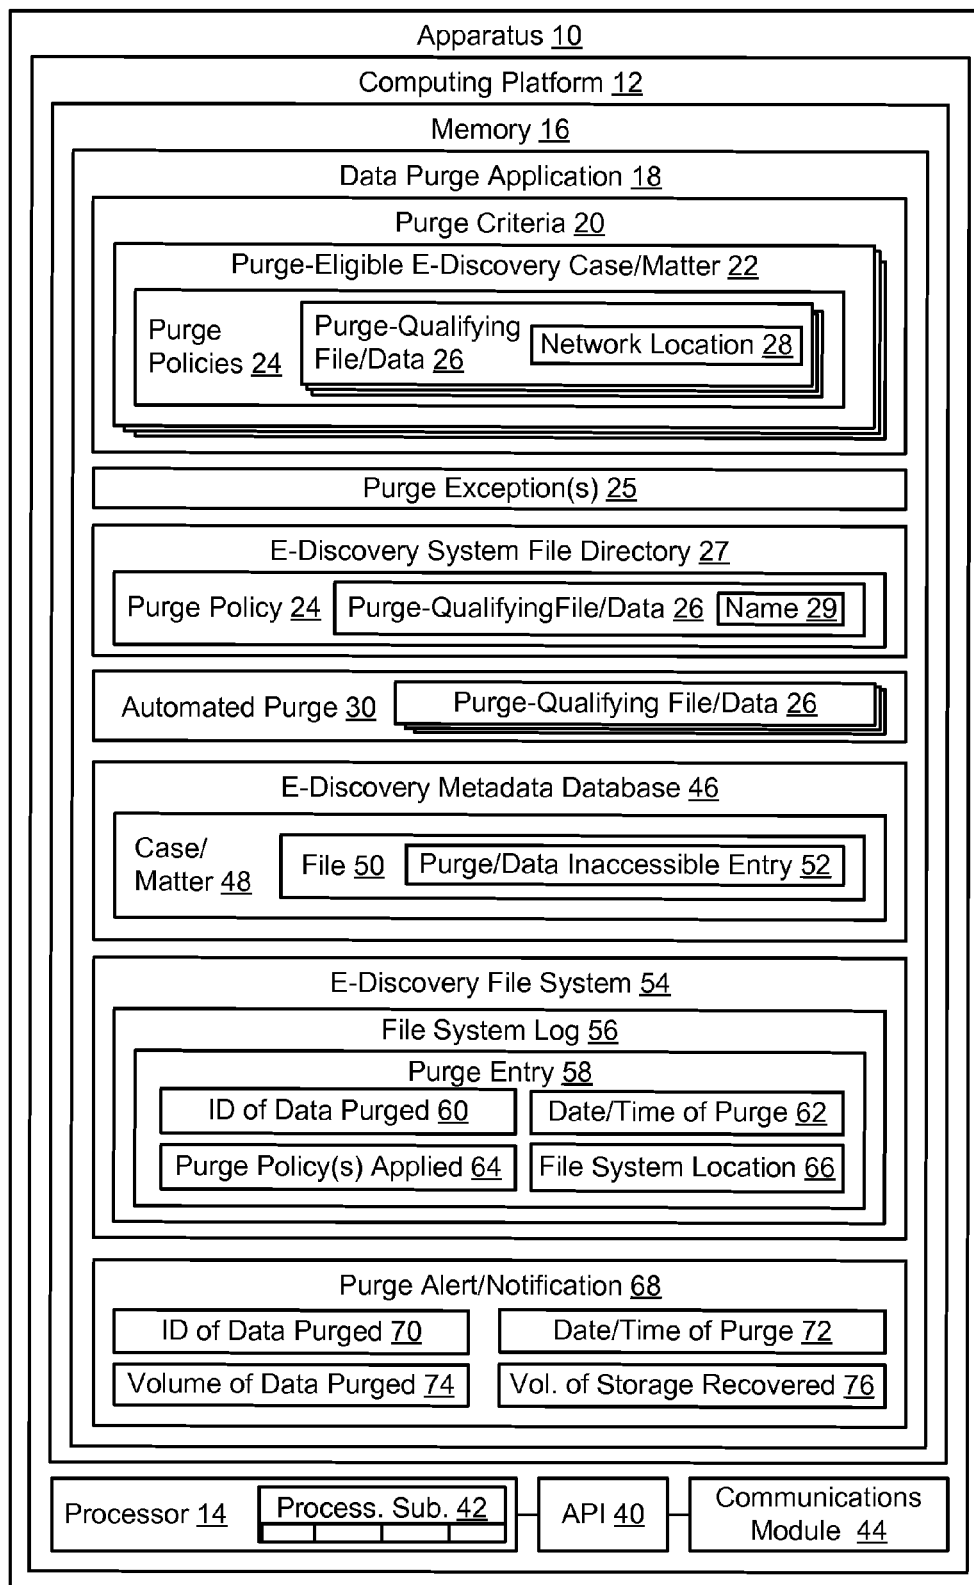 Apparatus 10
Computing Platform 12
Memory 16
Data Purge Application 18
Purge Criteria 20
Purge-Eligible E-Discovery Case/Matter 22
Purge
Policies 24
Purge-Qualifying
File/Data 26
Network Location 28
Purge Exception(s) 25
E-Discovery System File Directory 27
Purge Policy 24
Purge-QualifyingFile/Data 26
Name 29
Automated Purge 30
Purge-Qualifying File/Data 26
E-Discovery Metadata Database 46
Case/
Matter 48
File 50
Purge/Data Inaccessible Entry 52
E-Discovery File System 54
File System Log 56
Purge Entry 58
ID of Data Purged 60
Date/Time of Purge 62
Purge Policy(s) Applied 64
File System Location 66
Purge Alert/Notification 68
ID of Data Purged 70
Date/Time of Purge 72
Volume of Data Purged 74
Vol. of Storage Recovered 76
Processor 14
Process. Sub. 42
API 40
Communications
Module 44